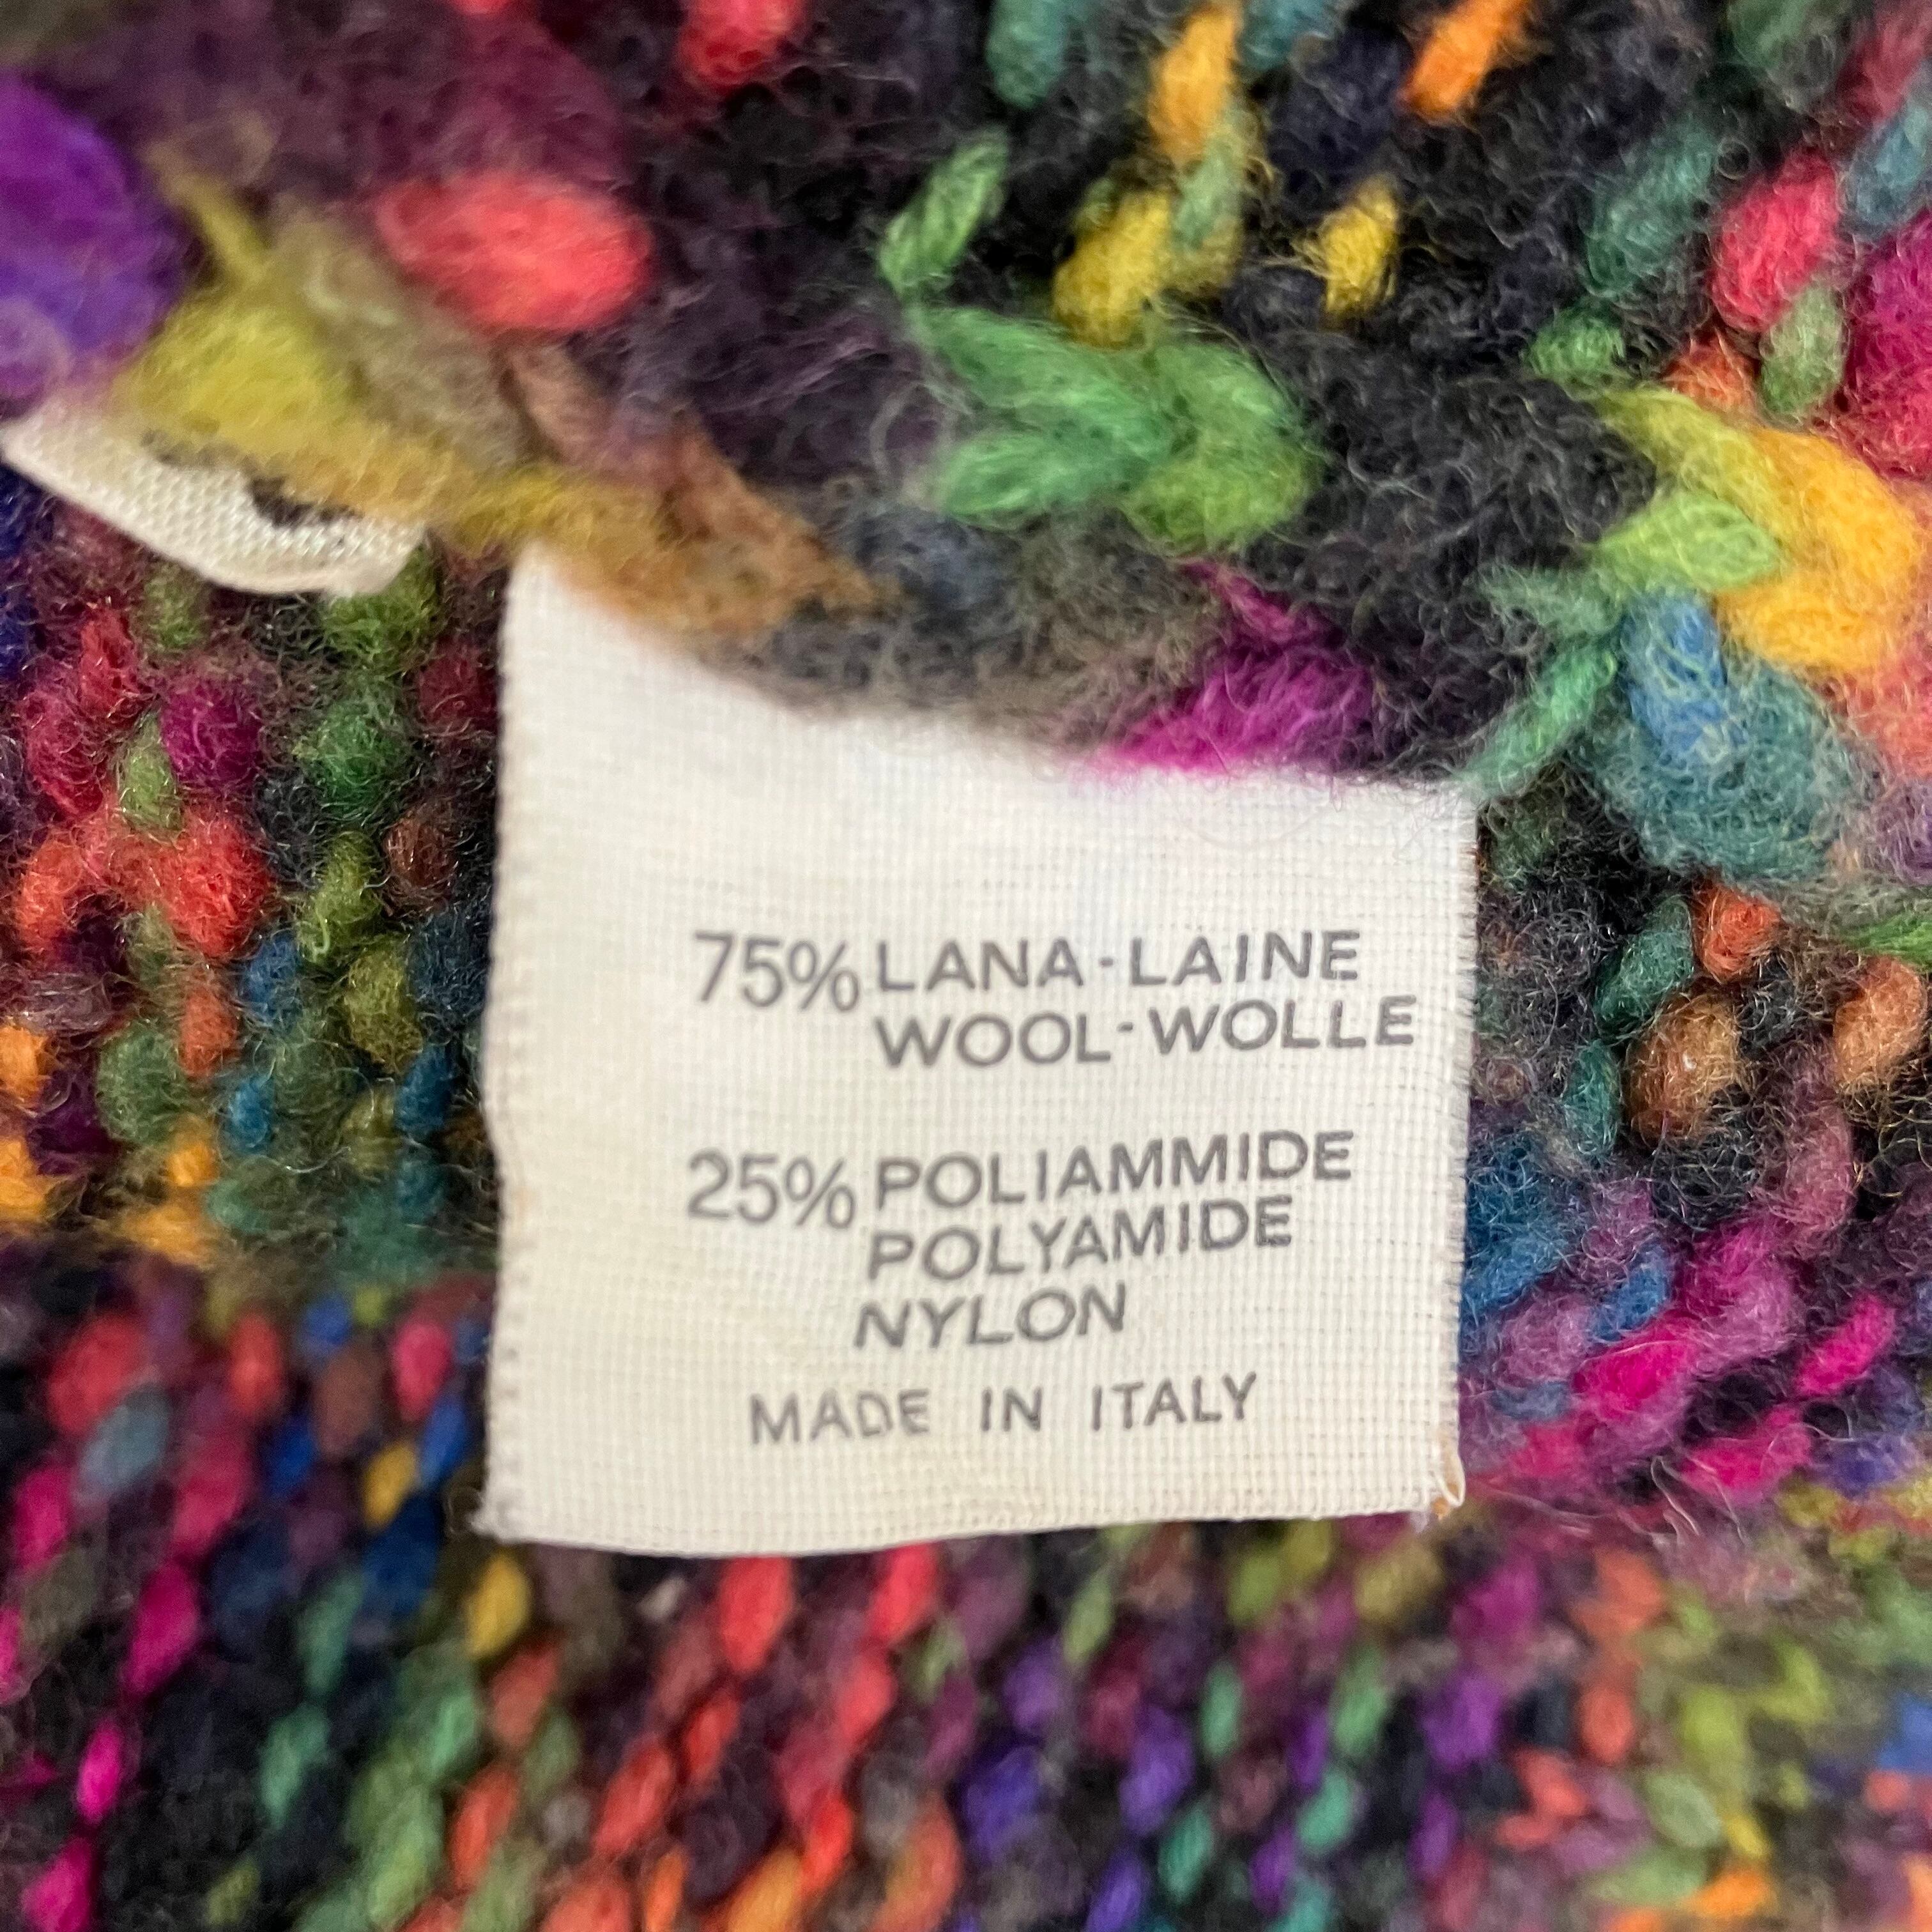 75% LANA-LAINE
WOOL-WOLLE
25% POLIAMMIDE
POLYAMIDE
NYLON
MADE IN ITALY